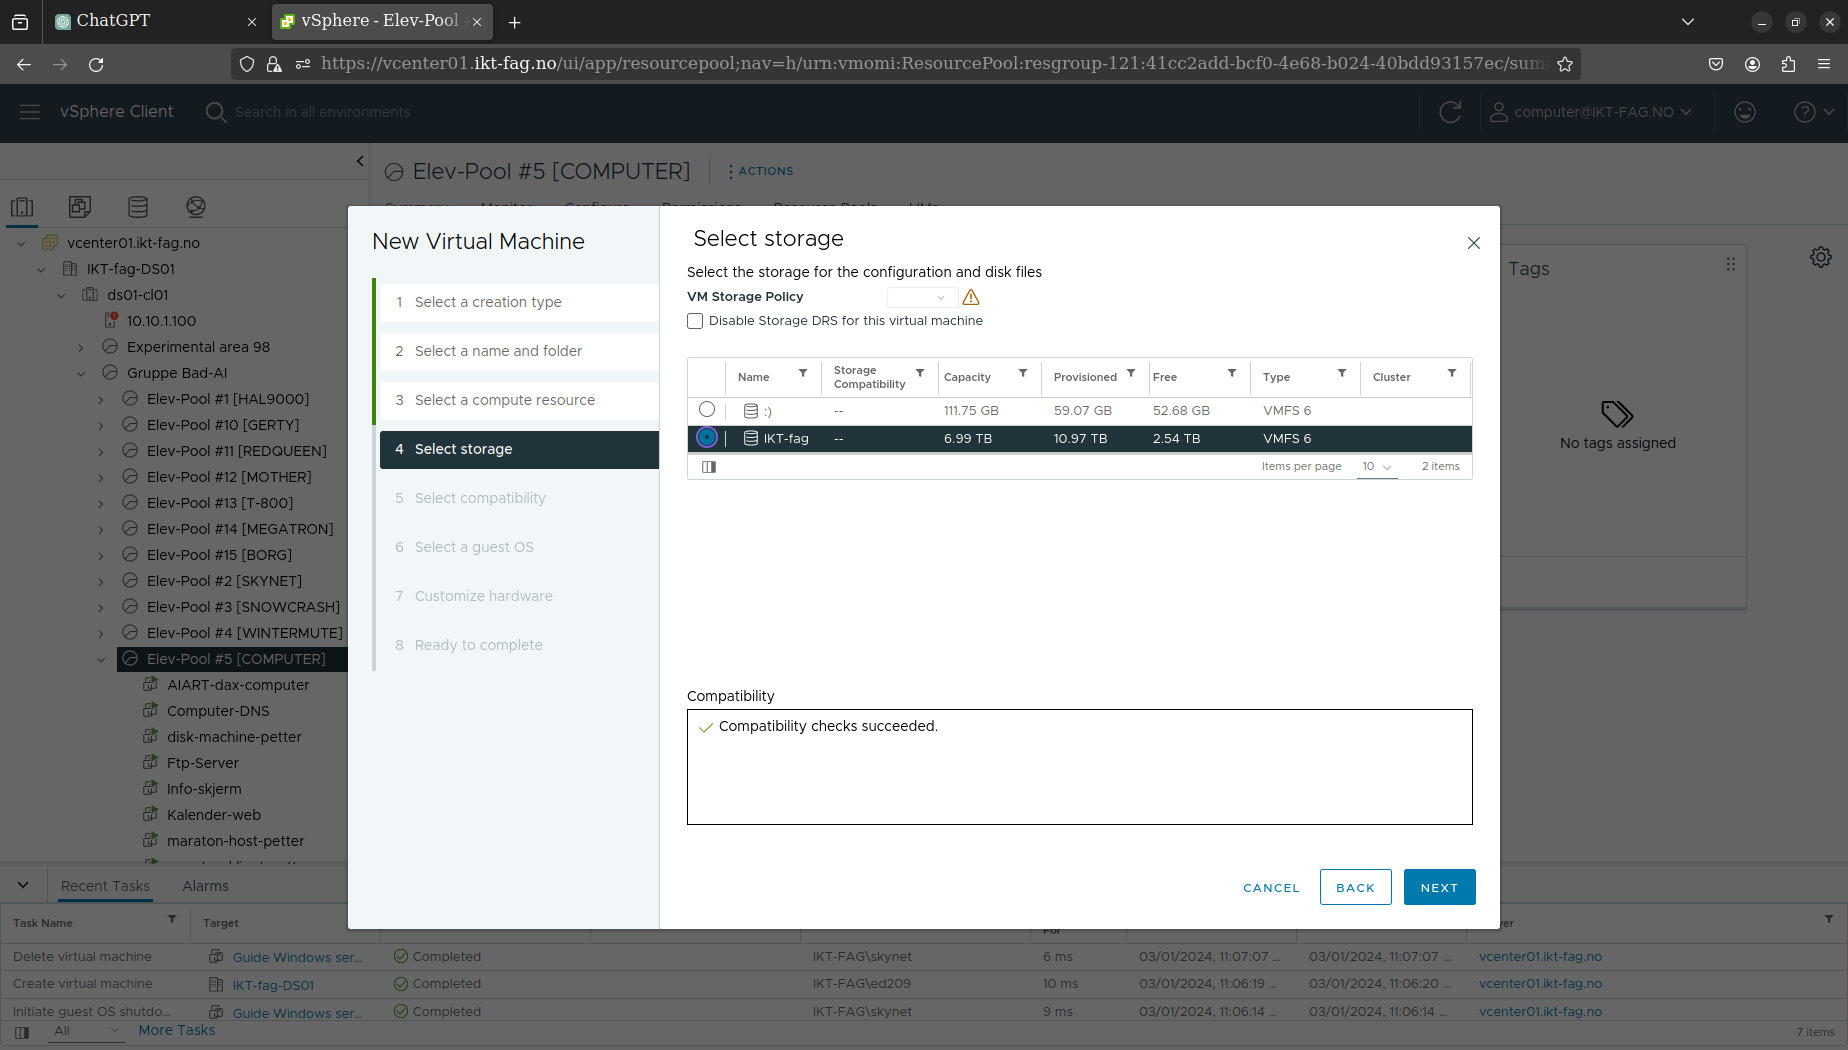 ChatGPT
vSphere - Elev-Pool
https://vcenter01.ikt-fag.no/ui/app/resourcepool;nav=h/urn:vmomi:ResourcePool:resgroup-121:41cc2add-bcf0-4e68-b024-40bdd93157ec/sum
vSphere Client
Search in all environments
computer@IKT-FAG.NO
Elev-Pool #5 [COMPUTER]
ACTIONS
vcenter01.ikt-fag.no
IKT-fag-DS01
ds01-cl01
10.10.1.100
Experimental area 98
Gruppe Bad-AI
Elev-Pool #1 [HAL9000]
Elev-Pool #10 [GERTY]
Elev-Pool #11 [REDQUEEN]
Elev-Pool #12 [MOTHER]
Elev-Pool #13 [T-800]
Elev-Pool #14 [MEGATRON]
Elev-Pool #15 [BORG]
Elev-Pool #2 [SKYNET]
Elev-Pool #3 [SNOWCRASH]
Elev-Pool #4 [WINTERMUTE]
Elev-Pool #5 [COMPUTER]
AIART-dax-computer
Computer-DNS
disk-machine-petter
Ftp-Server
Info-skjerm
Kalender-web
maraton-host-petter
New Virtual Machine
1 Select a creation type
2 Select a name and folder
3 Select a compute resource
4 Select storage
5 Select compatibility
6 Select a guest OS
7 Customize hardware
8 Ready to complete
Select storage
Select the storage for the configuration and disk files
VM Storage Policy
Disable Storage DRS for this virtual machine
Name Storage Compatibility Capacity Provisioned Free Type Cluster
:) -- 111.75 GB 59.07 GB 52.68 GB VMFS 6
IKT-fag -- 6.99 TB 10.97 TB 2.54 TB VMFS 6
Items per page 10 2 items
Compatibility
Compatibility checks succeeded.
CANCEL BACK NEXT
Tags
No tags assigned
Recent Tasks Alarms
Task Name Target For
Delete virtual machine Guide Windows ser... Completed IKT-FAG\skynet 6 ms 03/01/2024, 11:07:07 ... 03/01/2024, 11:07:07 ... vcenter01.ikt-fag.no
Create virtual machine IKT-fag-DS01 Completed IKT-FAG\ed209 10 ms 03/01/2024, 11:06:19 ... 03/01/2024, 11:06:20 ... vcenter01.ikt-fag.no
Initiate guest OS shutdo... Guide Windows ser... Completed IKT-FAG\skynet 9 ms 03/01/2024, 11:06:14 ... 03/01/2024, 11:06:14 ... vcenter01.ikt-fag.no
All More Tasks 7 items